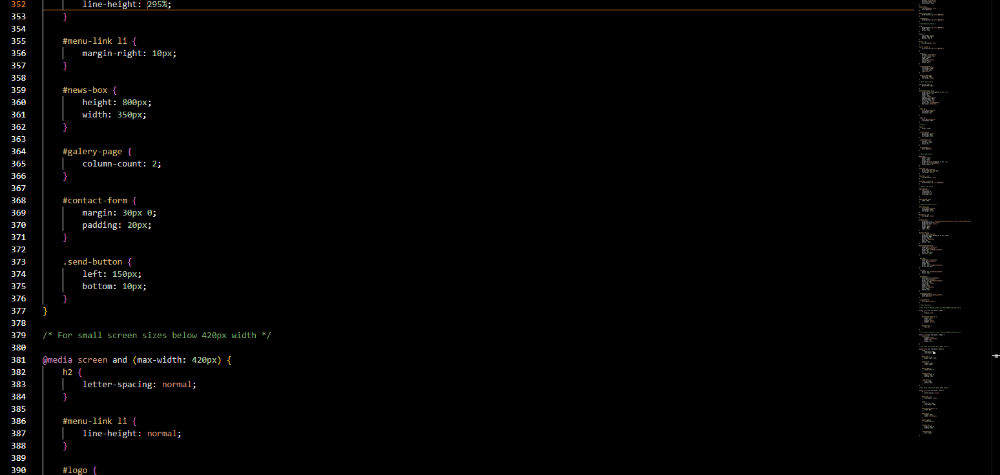 352 line-height: 295%;
353 }
354
355 #menu-link li {
356 margin-right: 10px;
357 }
358
359 #news-box {
360 height: 800px;
361 width: 350px;
362 }
363
364 #galery-page {
365 column-count: 2;
366 }
367
368 #contact-form {
369 margin: 30px 0;
370 padding: 20px;
371 }
372
373 .send-button {
374 left: 150px;
375 bottom: 10px;
376 }
377 }
378
379 /* For small screen sizes below 420px width */
380
381 @media screen and (max-width: 420px) {
382 h2 {
383 letter-spacing: normal;
384 }
385
386 #menu-link li {
387 line-height: normal;
388 }
389
390 #logo {